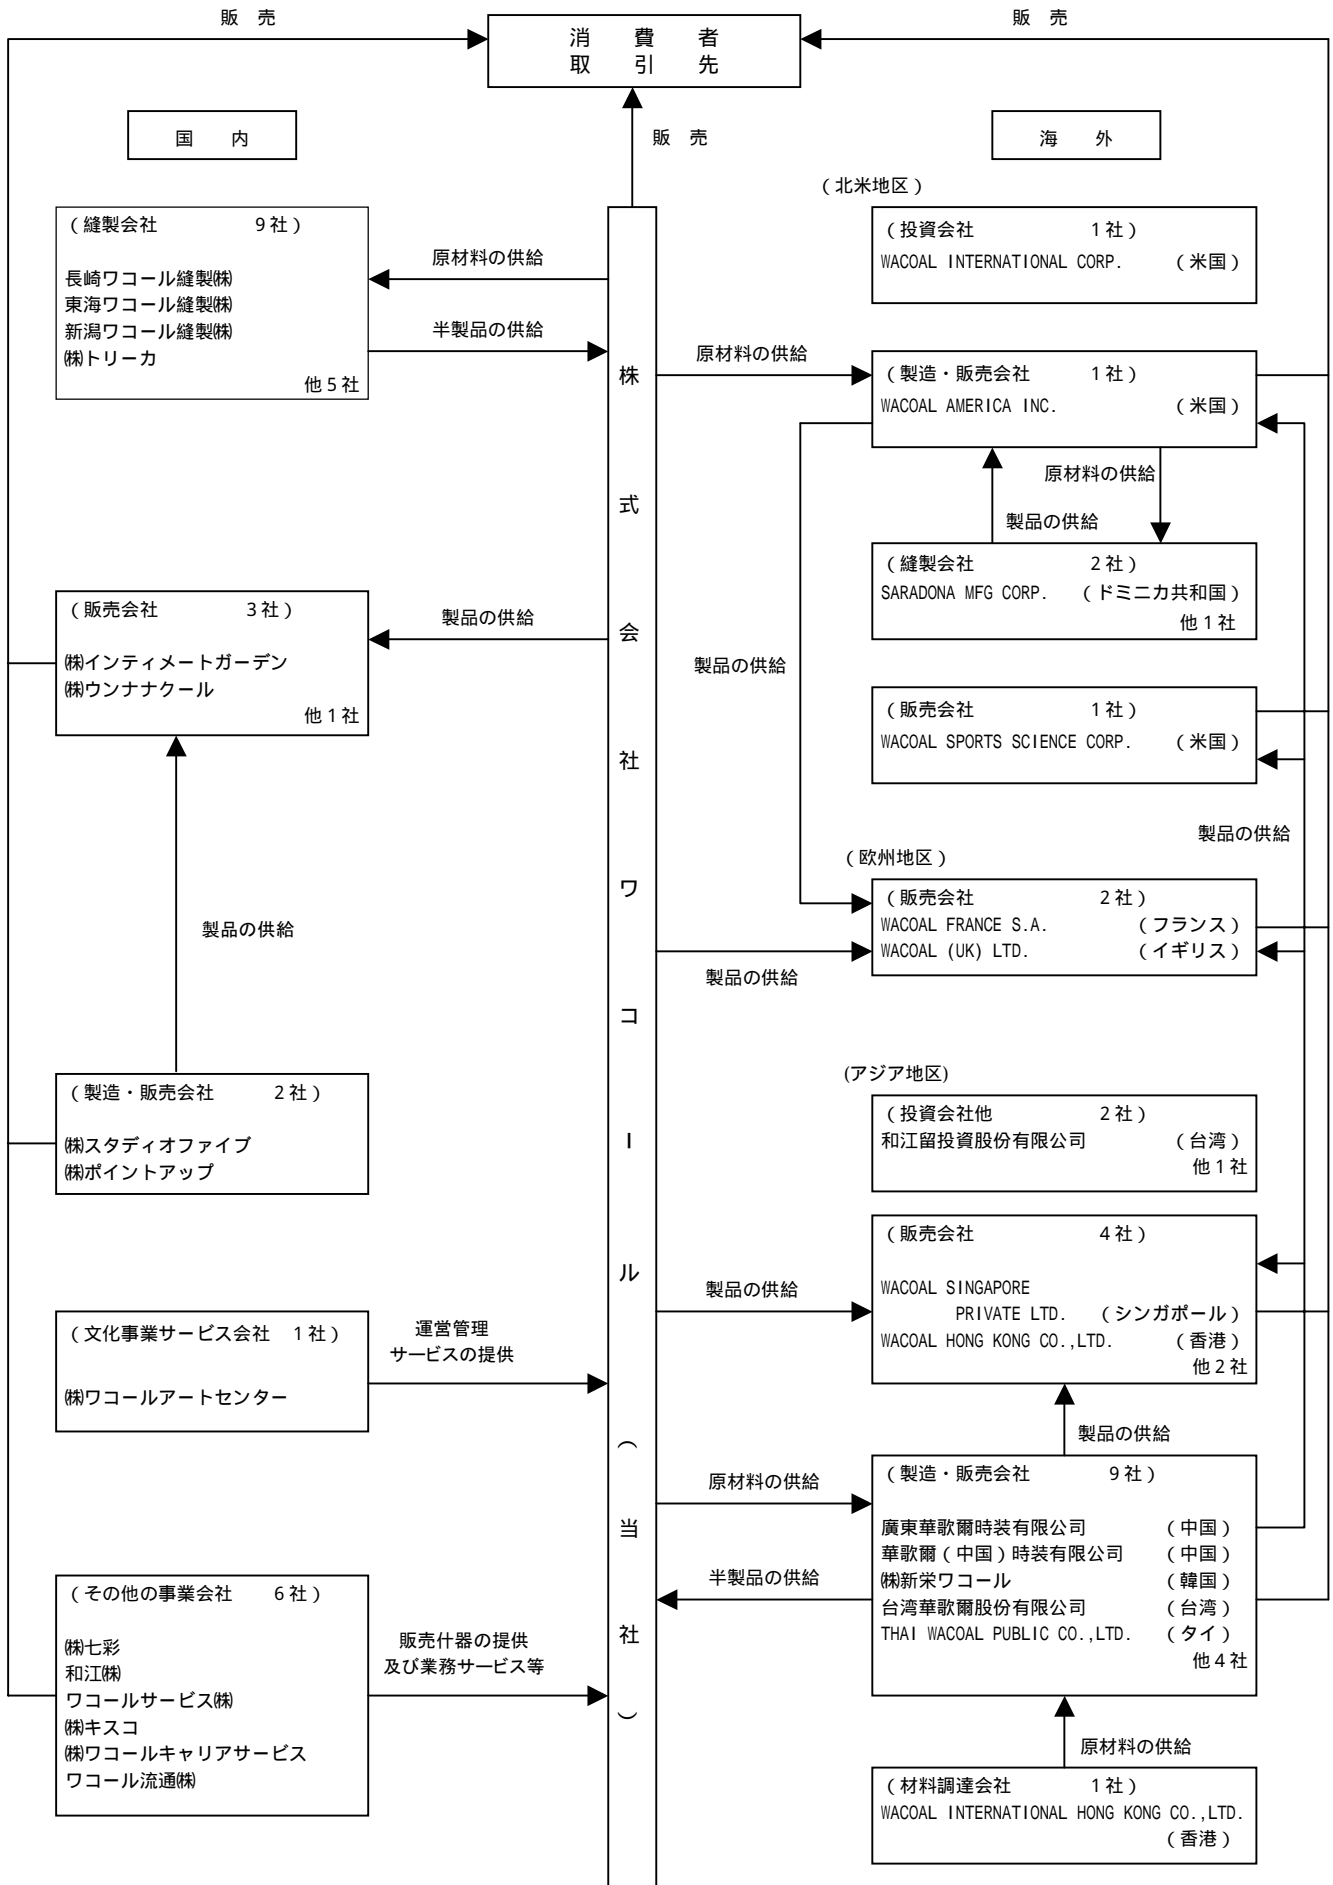 販 売
販 売
消 費 者
取 引 先
国 内
販 売
海 外
(北米地区)
(縫製会社 9社)
長崎ワコール縫製㈱
東海ワコール縫製㈱
新潟ワコール縫製㈱
㈱トリーカ
他5社
原材料の供給
半製品の供給
(販売会社 3社)
㈱インティメートガーデン
㈱ウンナナクール
他1社
製品の供給
製品の供給
(製造・販売会社 2社)
㈱スタディオファイブ
㈱ポイントアップ
(文化事業サービス会社 1社)
㈱ワコールアートセンター
運営管理
サービスの提供
(その他の事業会社 6社)
㈱七彩
和江㈱
ワコールサービス㈱
㈱キスコ
㈱ワコールキャリアサービス
ワコール流通㈱
販売什器の提供
及び業務サービス等
株式会社ワコール(当社)
(投資会社 1社)
WACOAL INTERNATIONAL CORP. (米国)
原材料の供給
(製造・販売会社 1社)
WACOAL AMERICA INC. (米国)
原材料の供給
製品の供給
(縫製会社 2社)
SARADONA MFG CORP. (ドミニカ共和国)
他1社
製品の供給
(販売会社 1社)
WACOAL SPORTS SCIENCE CORP. (米国)
製品の供給
(欧州地区)
(販売会社 2社)
WACOAL FRANCE S.A. (フランス)
WACOAL (UK) LTD. (イギリス)
製品の供給
(アジア地区)
(投資会社他 2社)
和江留投資股份有限公司 (台湾)
他1社
(販売会社 4社)
WACOAL SINGAPORE
PRIVATE LTD. (シンガポール)
WACOAL HONG KONG CO.,LTD. (香港)
他2社
製品の供給
製品の供給
(製造・販売会社 9社)
廣東華歌爾時装有限公司 (中国)
華歌爾(中国)時装有限公司 (中国)
㈱新栄ワコール (韓国)
台湾華歌爾股份有限公司 (台湾)
THAI WACOAL PUBLIC CO.,LTD. (タイ)
他4社
原材料の供給
半製品の供給
原材料の供給
(材料調達会社 1社)
WACOAL INTERNATIONAL HONG KONG CO.,LTD.
(香港)